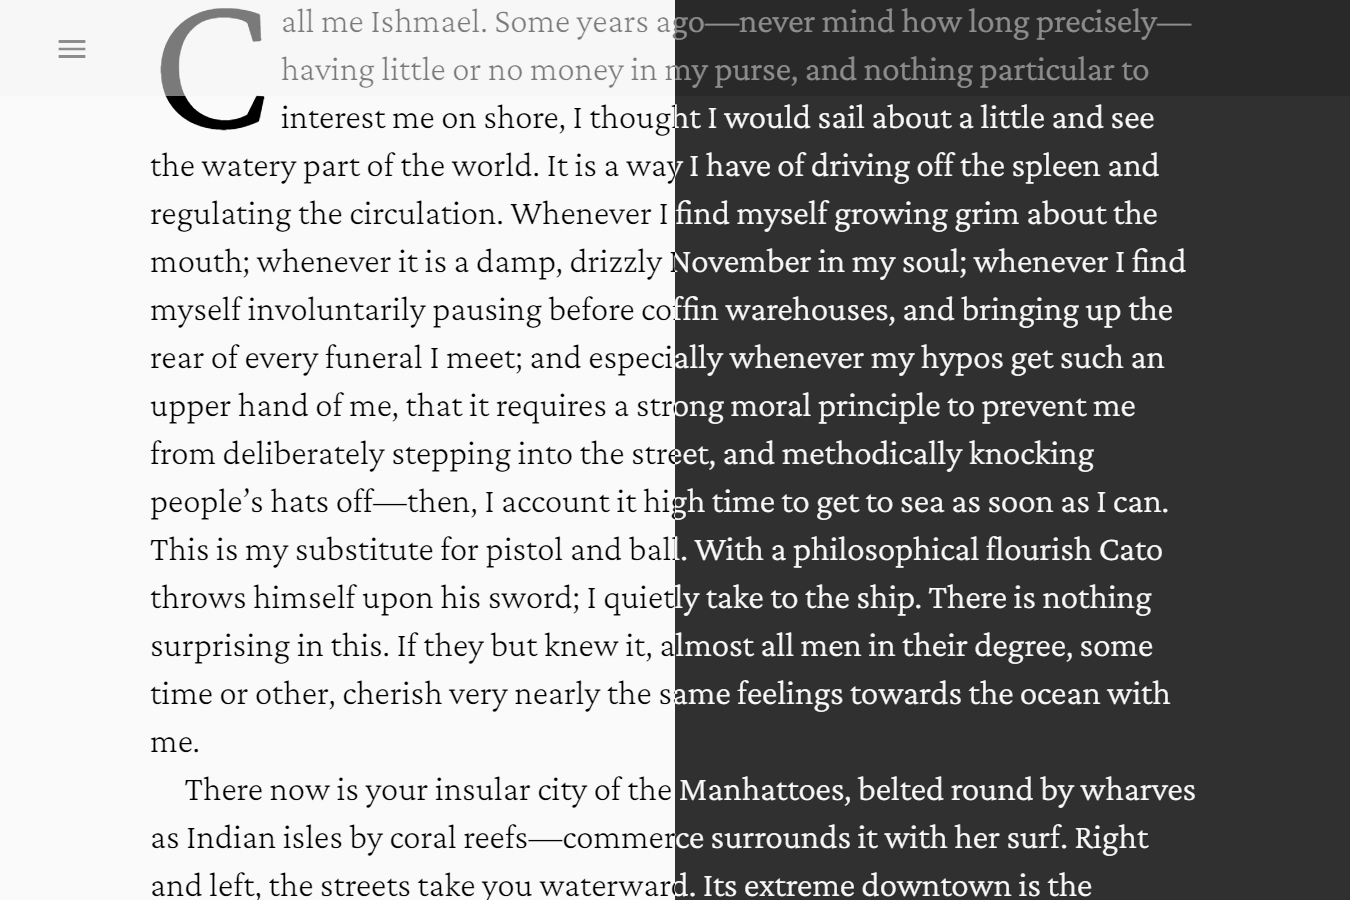 Call me Ishmael. Some years ago—never mind how long precisely—
having little or no money in my purse, and nothing particular to
interest me on shore, I thought I would sail about a little and see
the watery part of the world. It is a way I have of driving off the spleen and
regulating the circulation. Whenever I find myself growing grim about the
mouth; whenever it is a damp, drizzly November in my soul; whenever I find
myself involuntarily pausing before coffin warehouses, and bringing up the
rear of every funeral I meet; and especially whenever my hypos get such an
upper hand of me, that it requires a strong moral principle to prevent me
from deliberately stepping into the street, and methodically knocking
people’s hats off—then, I account it high time to get to sea as soon as I can.
This is my substitute for pistol and ball. With a philosophical flourish Cato
throws himself upon his sword; I quietly take to the ship. There is nothing
surprising in this. If they but knew it, almost all men in their degree, some
time or other, cherish very nearly the same feelings towards the ocean with
me.
There now is your insular city of the Manhattoes, belted round by wharves
as Indian isles by coral reefs—commerce surrounds it with her surf. Right
and left, the streets take you waterward. Its extreme downtown is the